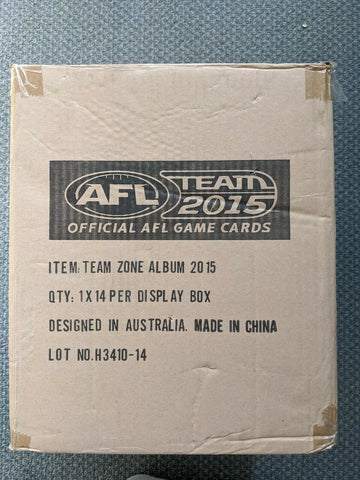 AFL
TEAM
2015
OFFICIAL AFL GAME CARDS
ITEM: TEAM ZONE ALBUM 2015
QTY: 1X14 PER DISPLAY BOX
DESIGNED IN AUSTRALIA. MADE IN CHINA
LOT NO.H3410-14